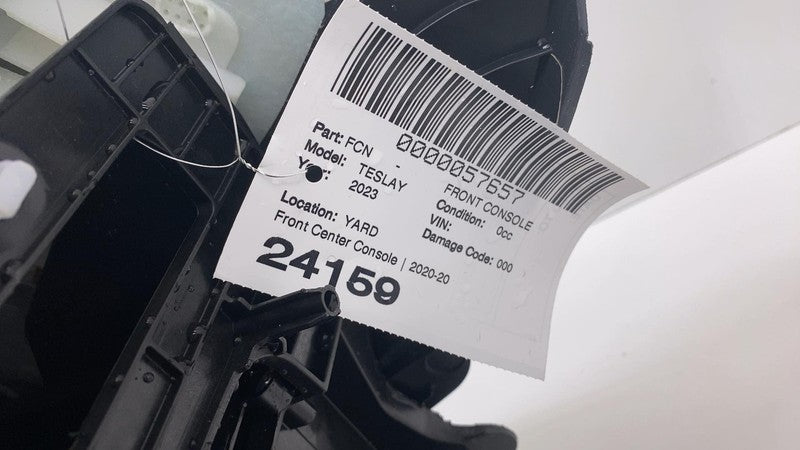 0000057657
Part: FCN - FRONT CONSOLE
Model: TESLAY Condition: 0cc
Year: 2023 VIN:
Location: YARD Damage Code: 000
Front Center Console | 2020-20
24159